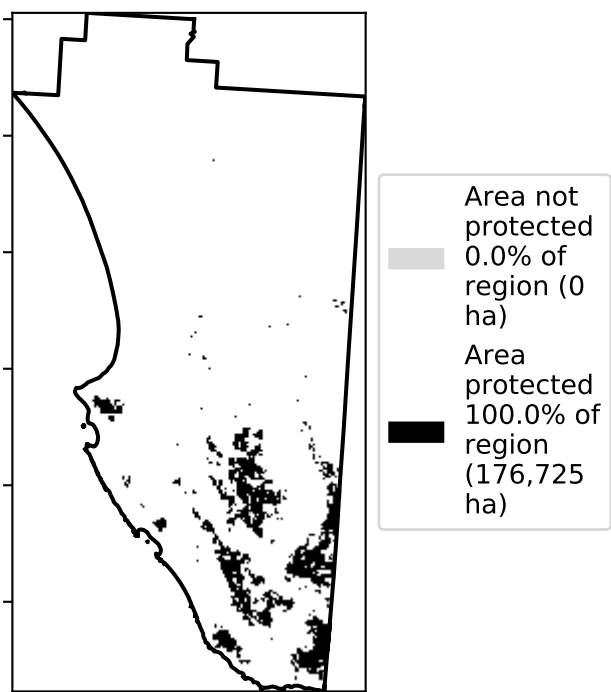 Area not
protected
0.0% of
region (0
ha)
Area
protected
100.0% of
region
(176,725
ha)